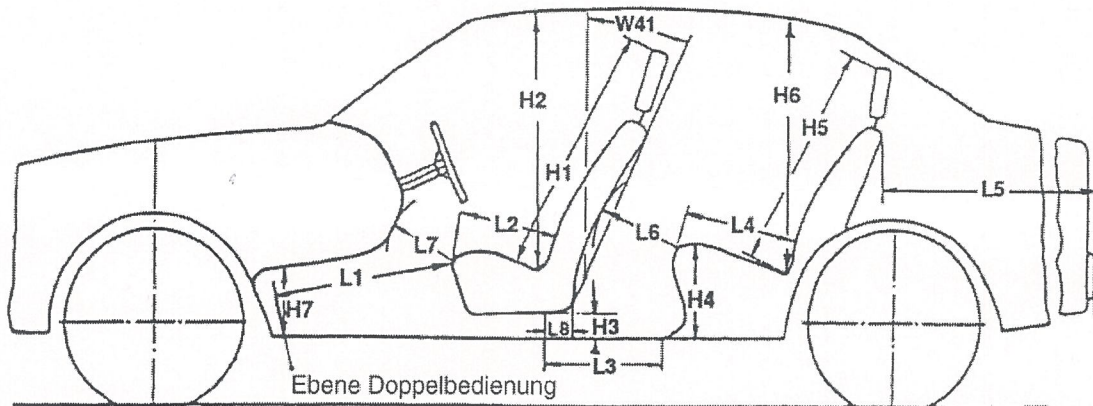 W41
H2
H6
H5
H1
L5
L2
L4
L7
L6
L1
H7
H4
L8
H3
L3
Ebene Doppelbedienung